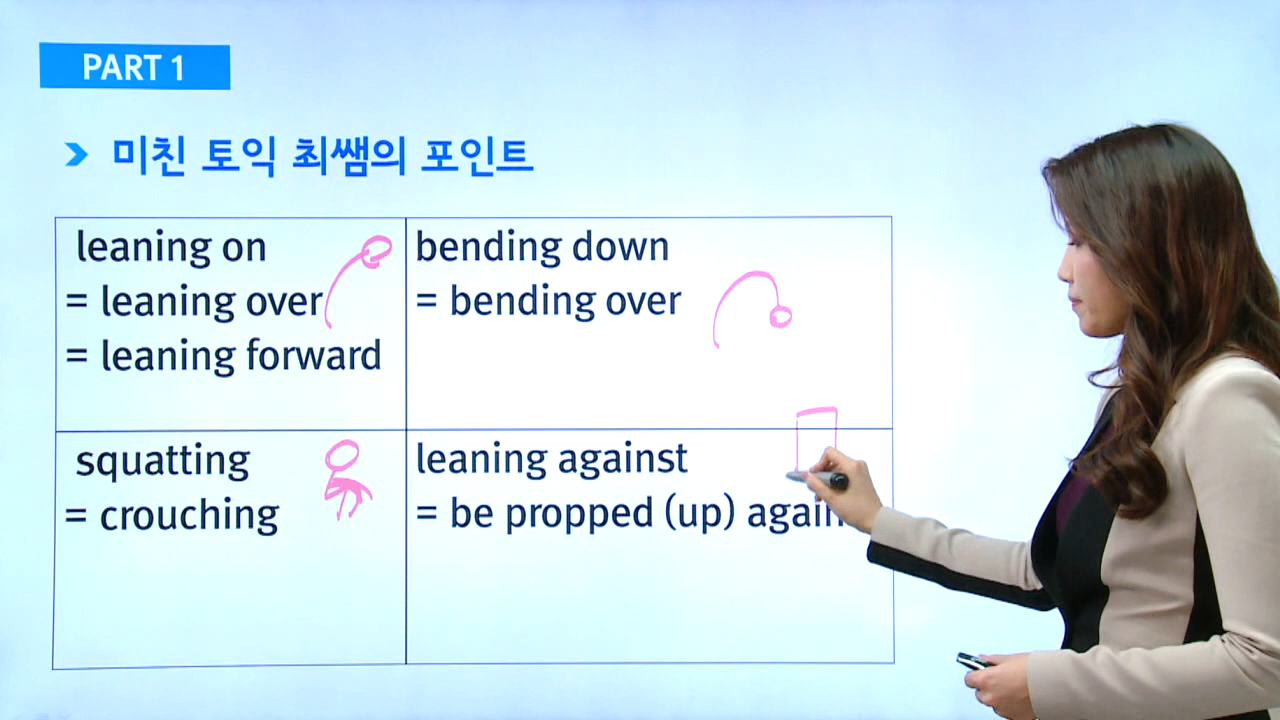 PART 1
미친 토익 최쌤의 포인트
leaning on
= leaning over
= leaning forward
bending down
= bending over
squatting
= crouching
leaning against
= be propped (up)